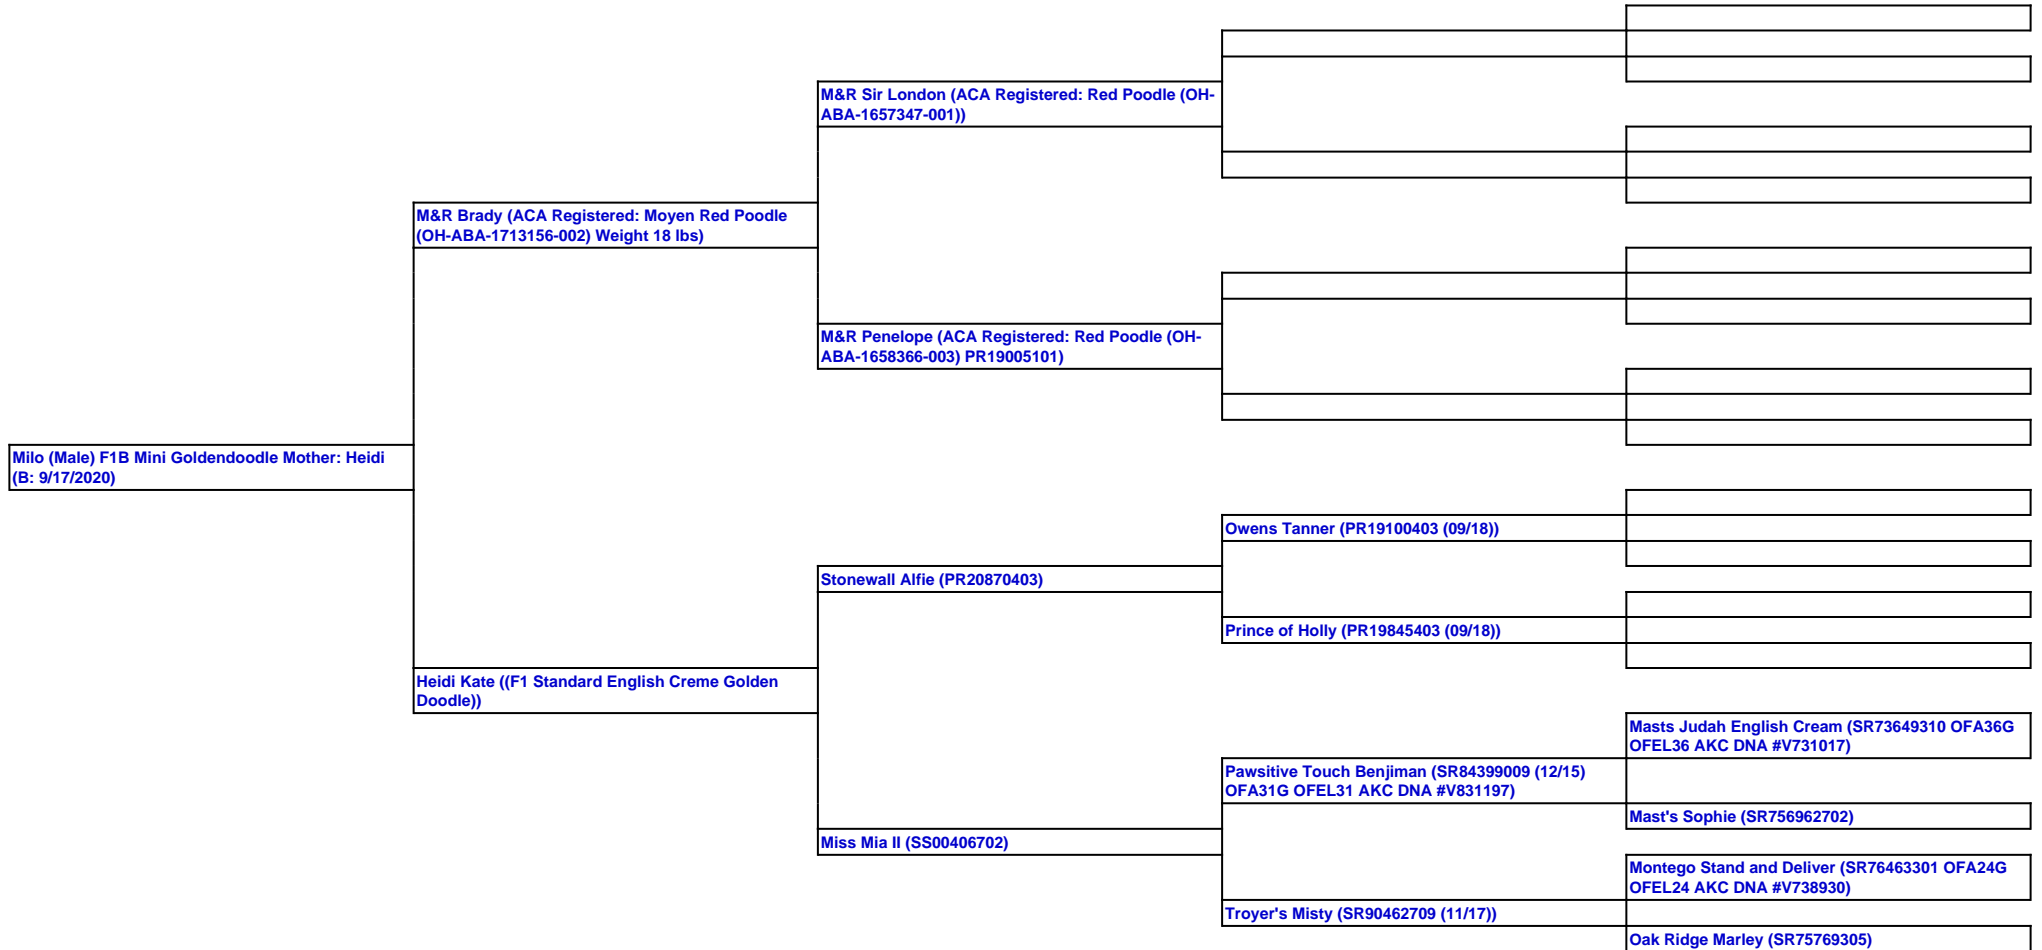 M&R Sir London (ACA Registered: Red Poodle (OH-
ABA-1657347-001))
M&R Brady (ACA Registered: Moyen Red Poodle
(OH-ABA-1713156-002) Weight 18 lbs)
M&R Penelope (ACA Registered: Red Poodle (OH-
ABA-1658366-003) PR19005101)
Milo (Male) F1B Mini Goldendoodle Mother: Heidi
(B: 9/17/2020)
Owens Tanner (PR19100403 (09/18))
Stonewall Alfie (PR20870403)
Prince of Holly (PR19845403 (09/18))
Heidi Kate ((F1 Standard English Creme Golden
Doodle))
Masts Judah English Cream (SR73649310 OFA36G
OFEL36 AKC DNA #V731017)
Pawsitive Touch Benjiman (SR84399009 (12/15)
OFA31G OFEL31 AKC DNA #V831197)
Mast's Sophie (SR756962702)
Miss Mia II (SS00406702)
Montego Stand and Deliver (SR76463301 OFA24G
OFEL24 AKC DNA #V738930)
Troyer's Misty (SR90462709 (11/17))
Oak Ridge Marley (SR75769305)